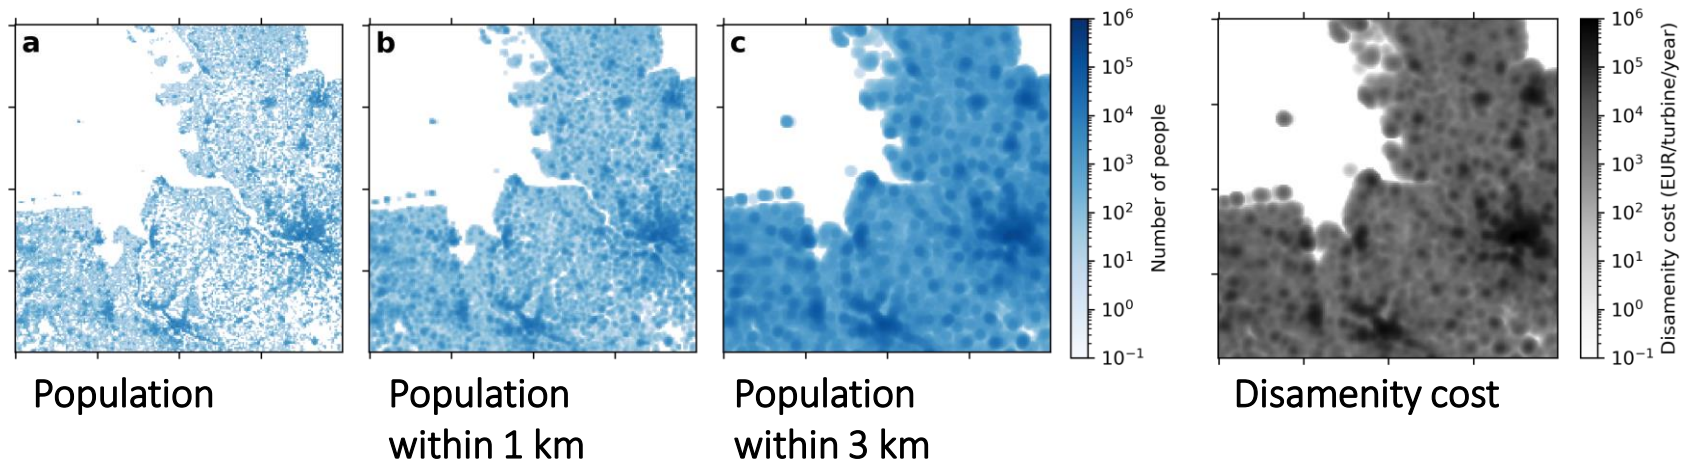 a
b
c
10^6
10^5
10^4
10^3
10^2
10^1
10^0
10^−1
Number of people
10^6
10^5
10^4
10^3
10^2
10^1
10^0
10^−1
Disamenity cost (EUR/turbine/year)
Population
Population
within 1 km
Population
within 3 km
Disamenity cost